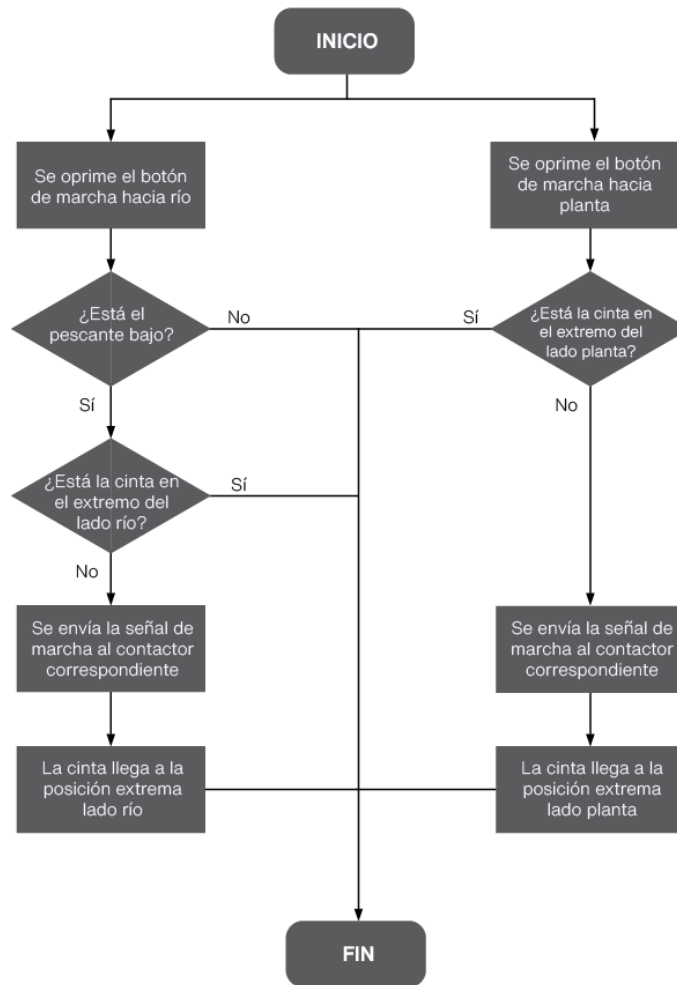 INICIO
Se oprime el botón
de marcha hacia río
Se oprime el botón
de marcha hacia
planta
¿Está el
pescante bajo?
No
Sí
¿Está la cinta en
el extremo del
lado planta?
Sí
No
¿Está la cinta en
el extremo del
lado río?
Sí
No
Se envía la señal de
marcha al contactor
correspondiente
Se envía la señal de
marcha al contactor
correspondiente
La cinta llega a la
posición extrema
lado río
La cinta llega a la
posición extrema
lado planta
FIN